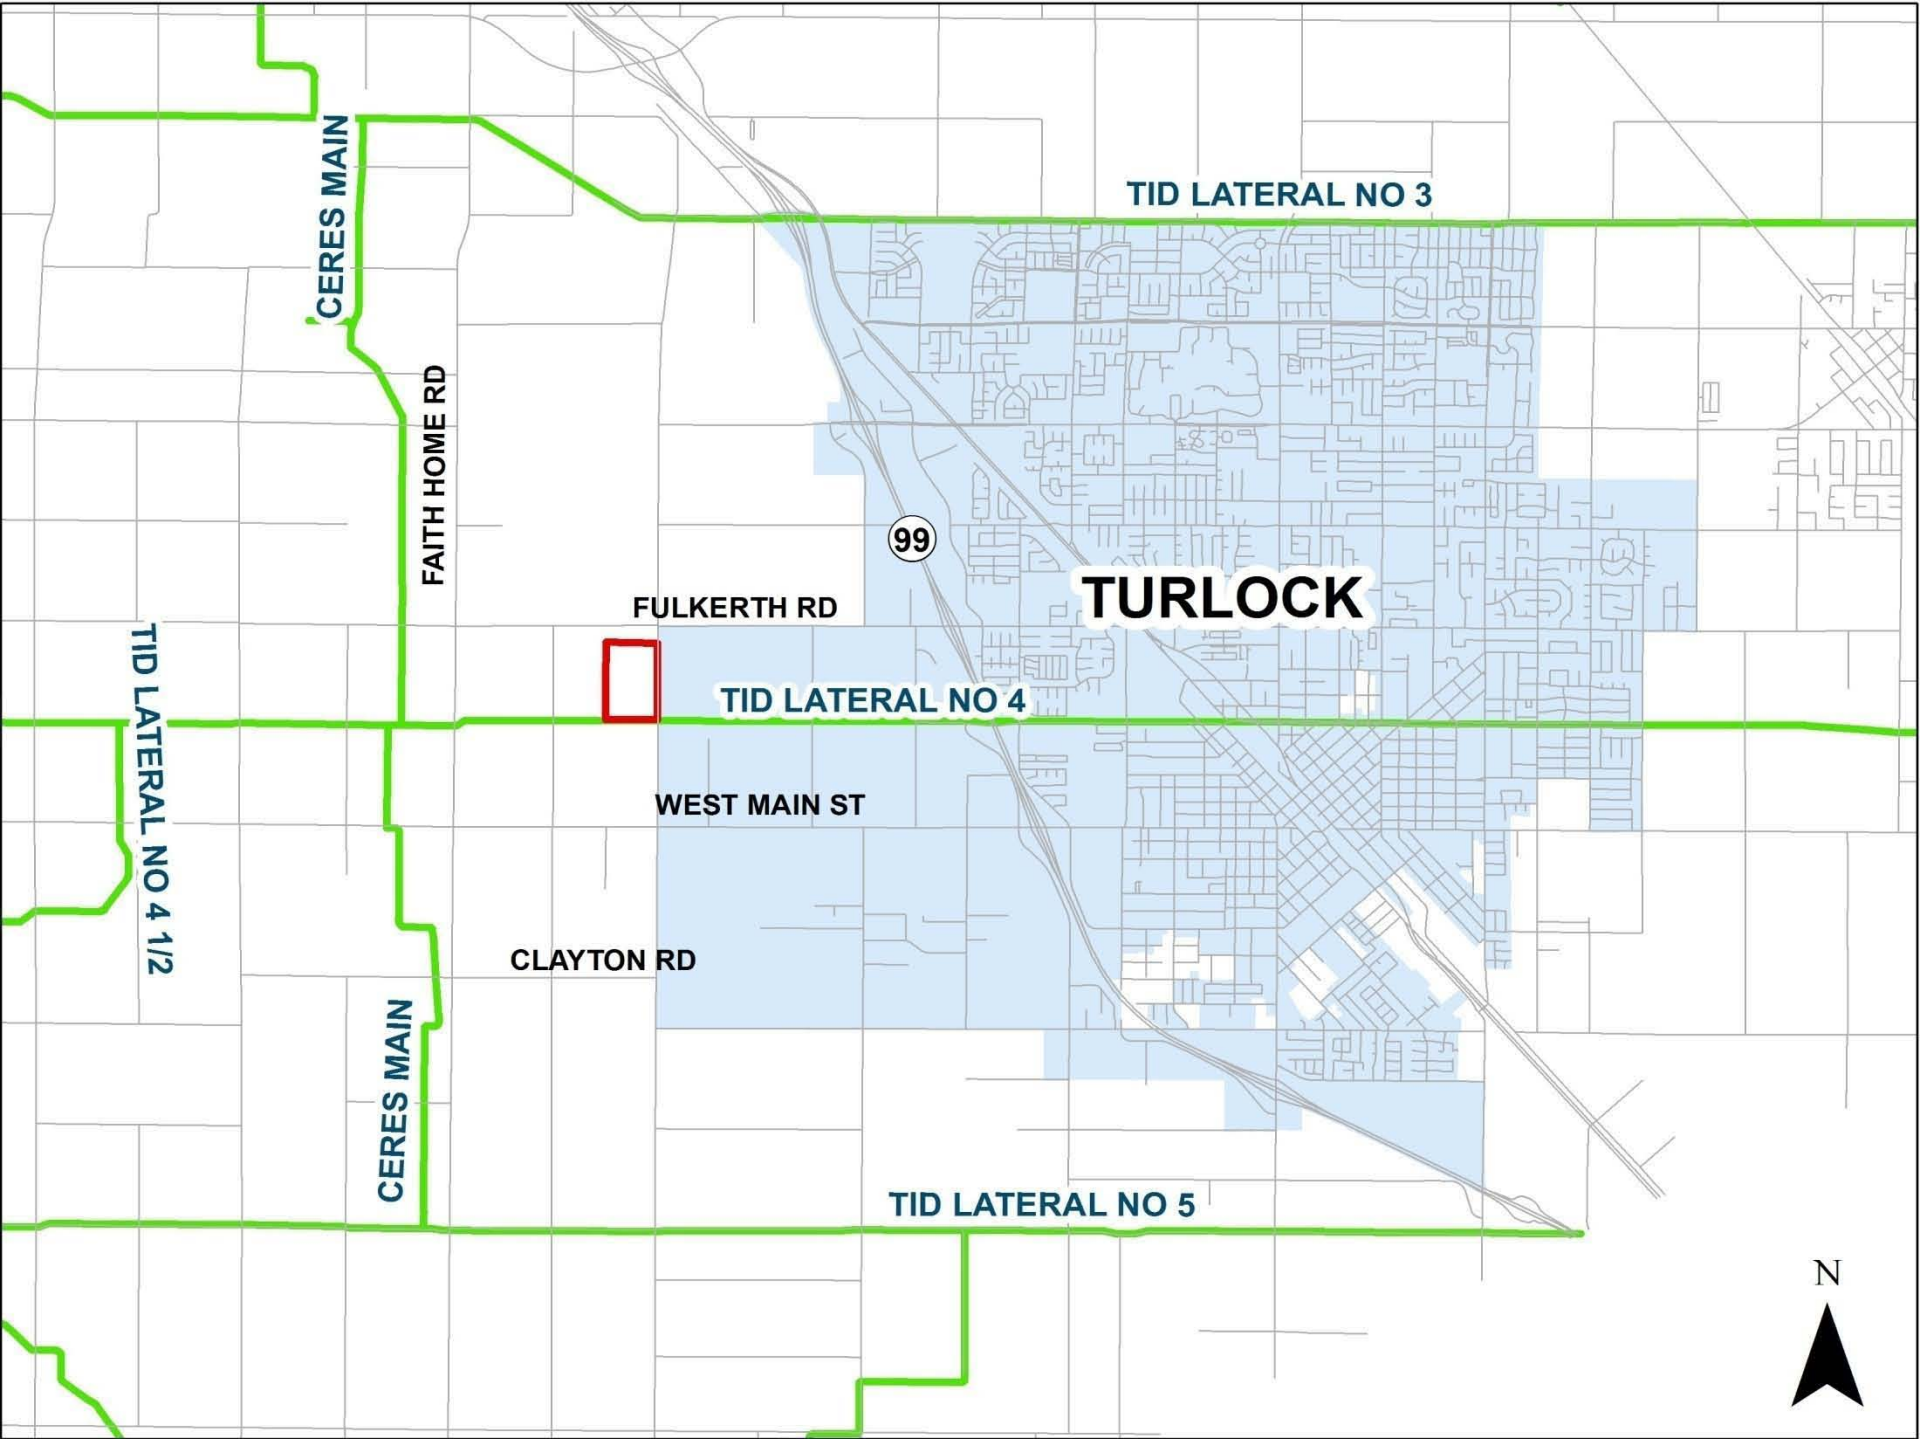 TID LATERAL NO 3
CERES MAIN
FAITH HOME RD
99
TURLOCK
FULKERTH RD
TID LATERAL NO 4
TID LATERAL NO 4 1/2
WEST MAIN ST
CLAYTON RD
CERES MAIN
TID LATERAL NO 5
N